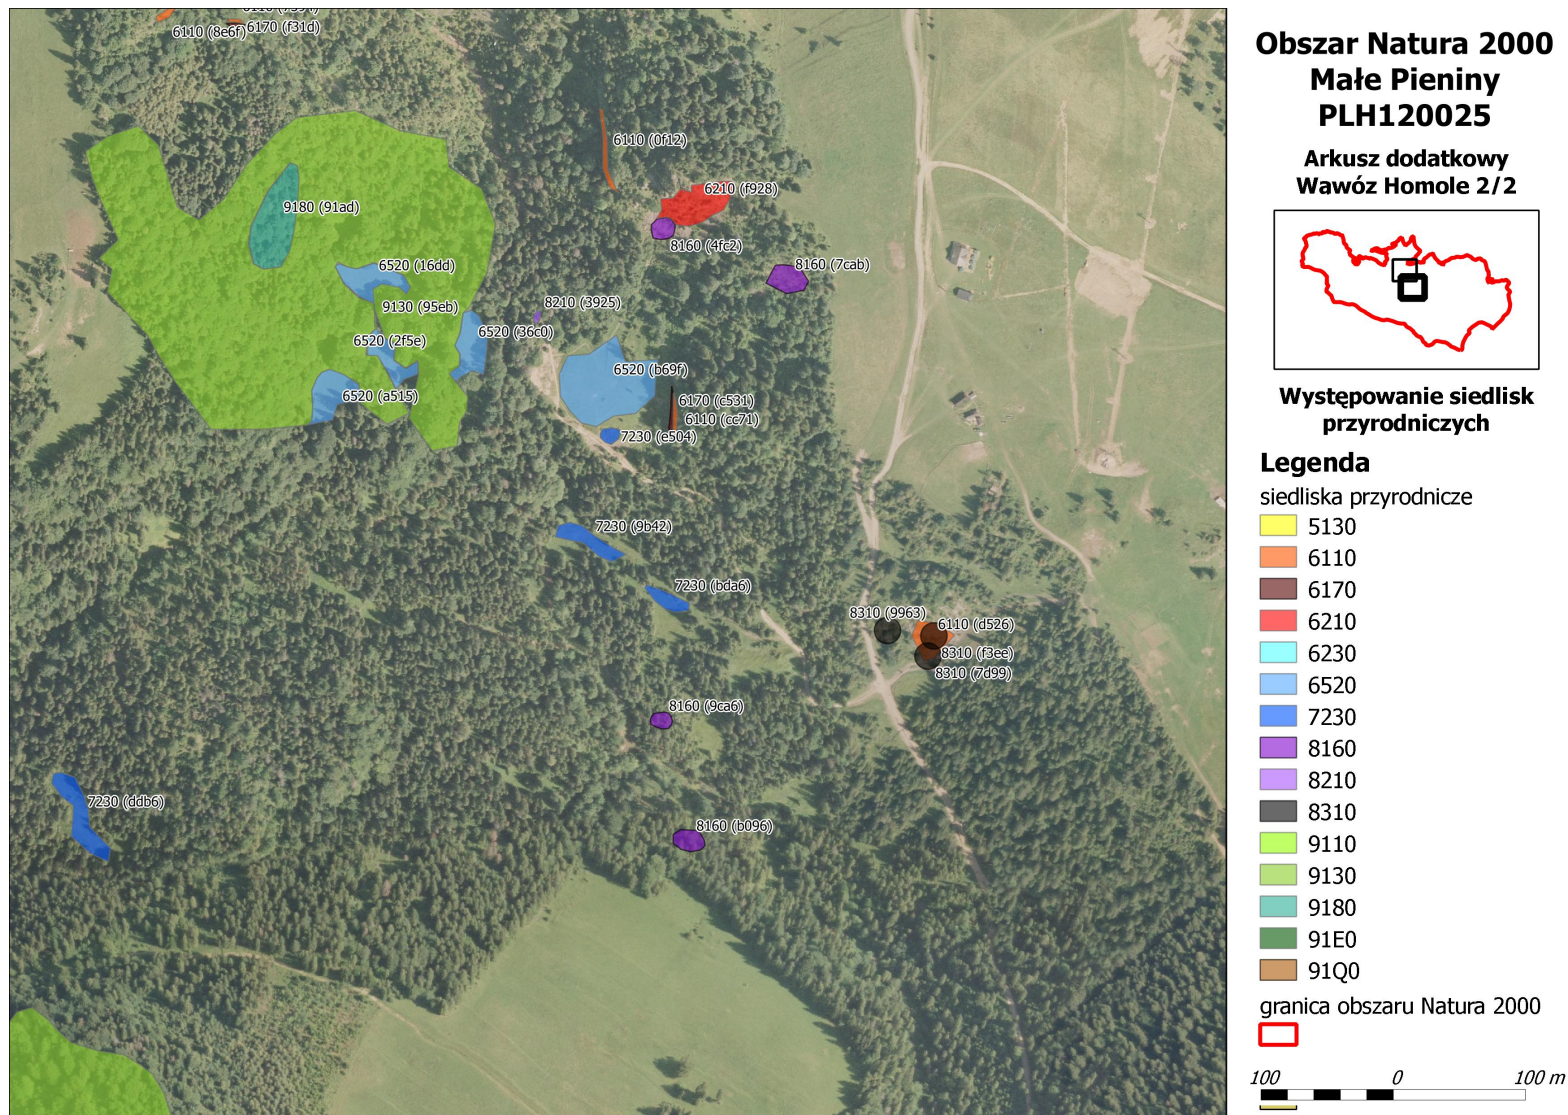 6110 (8e6f)
6170 (f31d)
6110 (0f12)
6210 (f928)
9180 (91ad)
8160 (4fc2)
6520 (16dd)
8160 (7cab)
9130 (95eb)
8210 (3925)
6520 (36c0)
6520 (2f5e)
6520 (b69f)
6520 (a515)
6170 (c531)
6110 (cc71)
7230 (e504)
7230 (9b42)
7230 (bda6)
8310 (9963)
6110 (d526)
8310 (f3ee)
8310 (7d99)
8160 (9ca6)
7230 (ddb6)
8160 (b096)
Obszar Natura 2000
Małe Pieniny
PLH120025
Arkusz dodatkowy
Wawóz Homole 2/2
Występowanie siedlisk
przyrodniczych
Legenda
siedliska przyrodnicze
5130
6110
6170
6210
6230
6520
7230
8160
8210
8310
9110
9130
9180
91E0
91Q0
granica obszaru Natura 2000
100 0 100 m